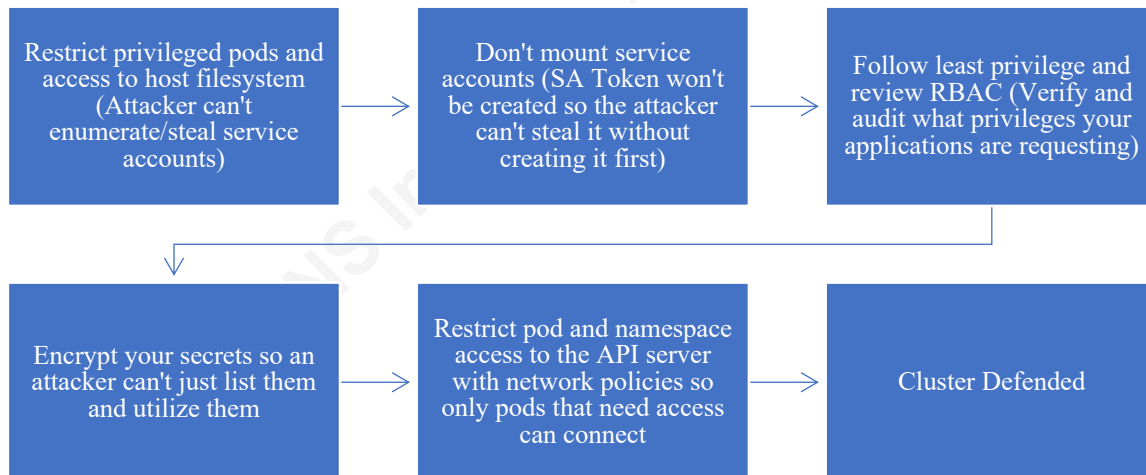 Restrict privileged pods and
access to host filesystem
(Attacker can't
enumerate/steal service
accounts)
Don't mount service
accounts (SA Token won't
be created so the attacker
can't steal it without
creating it first)
Follow least privilege and
review RBAC (Verify and
audit what privileges your
applications are requesting)
Encrypt your secrets so an
attacker can't just list them
and utilize them
Restrict pod and namespace
access to the API server
with network policies so
only pods that need access
can connect
Cluster Defended